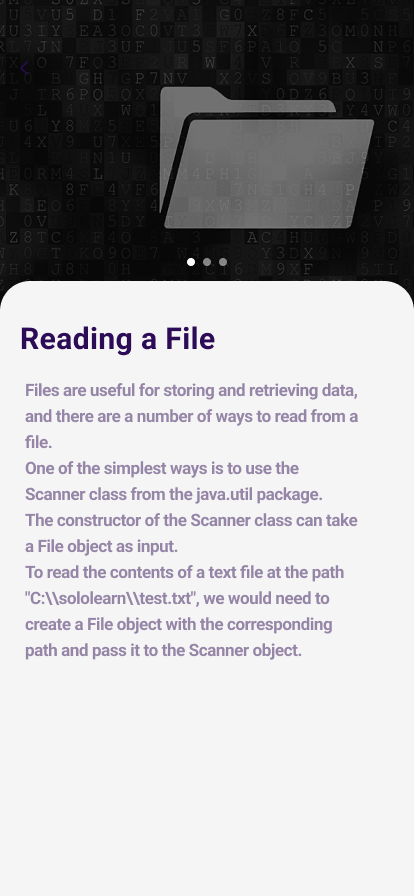 Reading a File
Files are useful for storing and retrieving data,
and there are a number of ways to read from a
file.
One of the simplest ways is to use the
Scanner class from the java.util package.
The constructor of the Scanner class can take
a File object as input.
To read the contents of a text file at the path
"C:\\sololearn\\test.txt", we would need to
create a File object with the corresponding
path and pass it to the Scanner object.